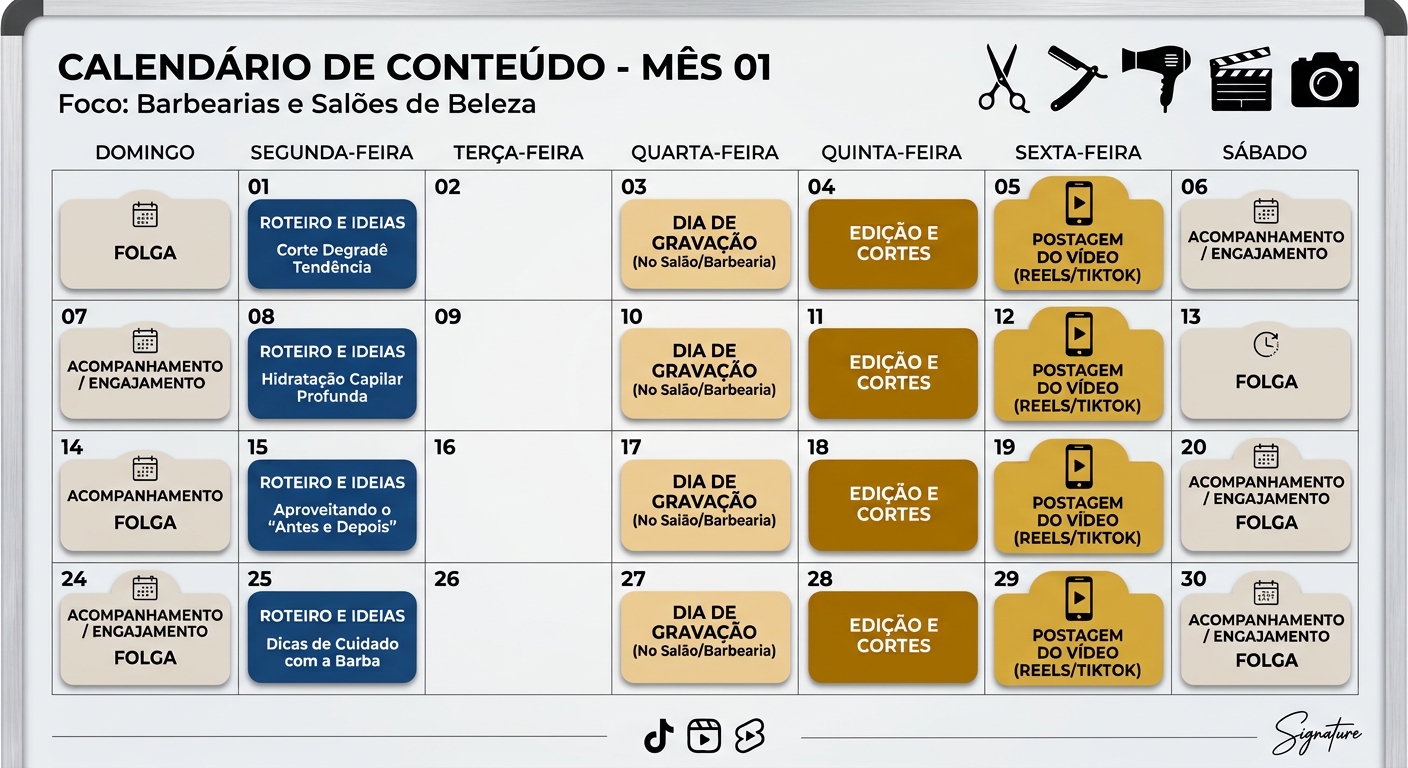 CALENDÁRIO DE CONTEÚDO - MÊS 01
Foco: Barbearias e Salões de Beleza
DOMINGO
SEGUNDA-FEIRA
TERÇA-FEIRA
QUARTA-FEIRA
QUINTA-FEIRA
SEXTA-FEIRA
SÁBADO
FOLGA
01
ROTEIRO E IDEIAS
Corte Degradê
Tendência
02
03
DIA DE
GRAVAÇÃO
(No Salão/Barbearia)
04
EDIÇÃO E
CORTES
05
POSTAGEM
DO VÍDEO
(REELS/TIKTOK)
06
ACOMPANHAMENTO
/ ENGAJAMENTO
07
ACOMPANHAMENTO
/ ENGAJAMENTO
08
ROTEIRO E IDEIAS
Hidratação Capilar
Profunda
09
10
DIA DE
GRAVAÇÃO
(No Salão/Barbearia)
11
EDIÇÃO E
CORTES
12
POSTAGEM
DO VÍDEO
(REELS/TIKTOK)
13
FOLGA
14
ACOMPANHAMENTO
FOLGA
15
ROTEIRO E IDEIAS
Aproveitando o
“Antes e Depois”
16
17
DIA DE
GRAVAÇÃO
(No Saião/Barbearia)
18
EDIÇÃO E
CORTES
19
POSTAGEM
DO VÍDEO
(REELS/TIKTOK)
20
ACOMPANHAMENTO
/ ENGAJAMENTO
FOLGA
24
ACOMPANHAMENTO
/ ENGAJAMENTO
FOLGA
25
ROTEIRO E IDEIAS
Dicas de Cuidado
com a Barba
26
27
DIA DE
GRAVAÇÃO
(No Salão/Barbearia)
28
EDIÇÃO E
CORTES
29
POSTAGEM
DO VÍDEO
(REELS/TIKTOK)
30
ACOMPANHAMENTO
/ ENGAJAMENTO
FOLGA
Signature